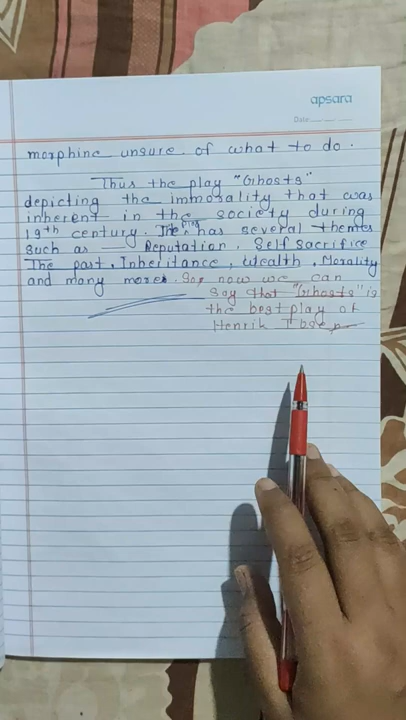 apsara
Date
morphine unsure of what to do.
Thus the play "Ghosts"
depicting the immorality that was
inherent in the society during
19th century. The play has several themes
such as — Reputation, Self sacrifice
The past, Inheritance, Wealth, Morality
and many more. So, now we can
say that "Ghosts" is
the best play of
Henrik Ibsen